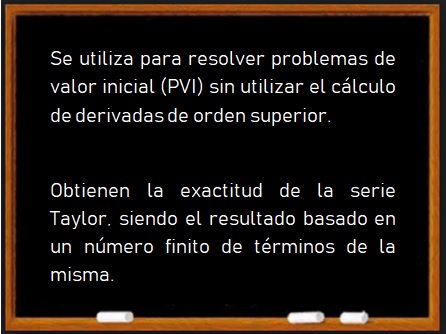 Se utiliza para resolver problemas de
valor inicial (PVI) sin utilizar el cálculo
de derivadas de orden superior.
Obtienen la exactitud de la serie
Taylor, siendo el resultado basado en
un número finito de términos de la
misma.